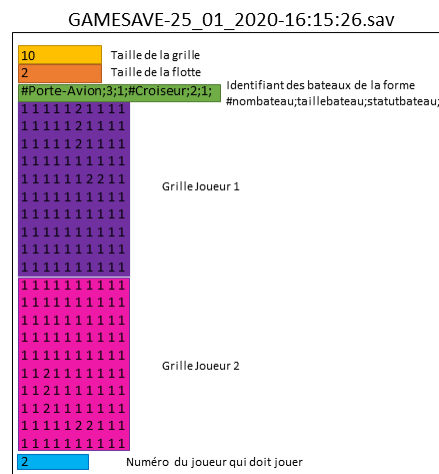 GAMESAVE-25_01_2020-16:15:26.sav
10 Taille de la grille
2 Taille de la flotte
#Porte-Avion;3;1;#Croiseur;2;1; Identifiant des bateaux de la forme
#nombateau;taillebateau;statutbateau;
1 1 1 1 1 2 1 1 1 1
1 1 1 1 1 2 1 1 1 1
1 1 1 1 1 2 1 1 1 1
1 1 1 1 1 1 1 1 1 1
1 1 1 1 1 1 2 2 1 1
Grille Joueur 1
1 1 1 1 1 1 1 1 1 1
1 1 1 1 1 1 1 1 1 1
1 1 1 1 1 1 1 1 1 1
1 1 1 1 1 1 1 1 1 1
1 1 1 1 1 1 1 1 1 1
1 1 1 1 1 1 1 1 1 1
1 1 1 1 1 1 1 1 1 1
1 1 1 1 1 1 1 1 1 1
1 1 1 1 1 1 1 1 1 1
1 1 1 1 1 1 1 1 1 1
Grille Joueur 2
1 1 2 1 1 1 1 1 1 1
1 1 2 1 1 1 1 1 1 1
1 1 2 1 1 1 1 1 1 1
1 1 1 1 1 2 2 1 1 1
1 1 1 1 1 1 1 1 1 1
2 Numéro du joueur qui doit jouer